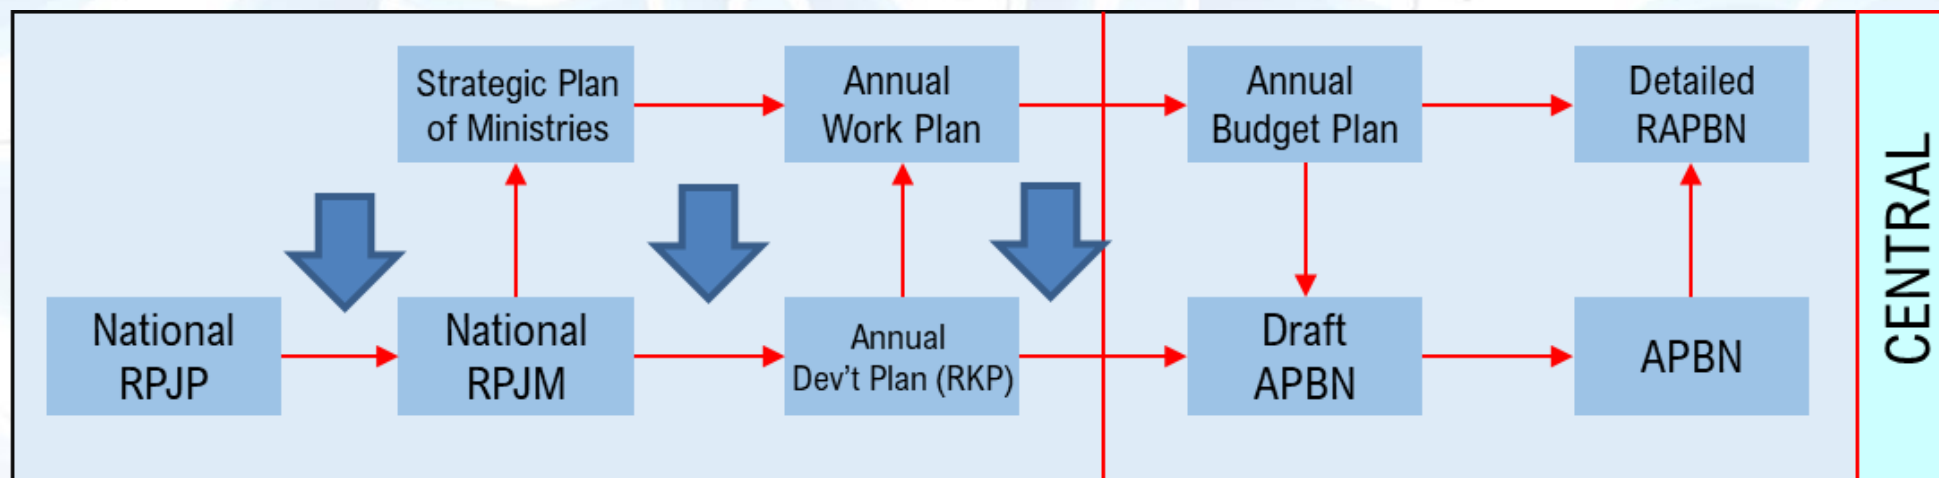 Strategic Plan
of Ministries
Annual
Work Plan
Annual
Budget Plan
Detailed
RAPBN
National
RPJP
National
RPJM
Annual
Dev't Plan (RKP)
Draft
APBN
APBN
CENTRAL